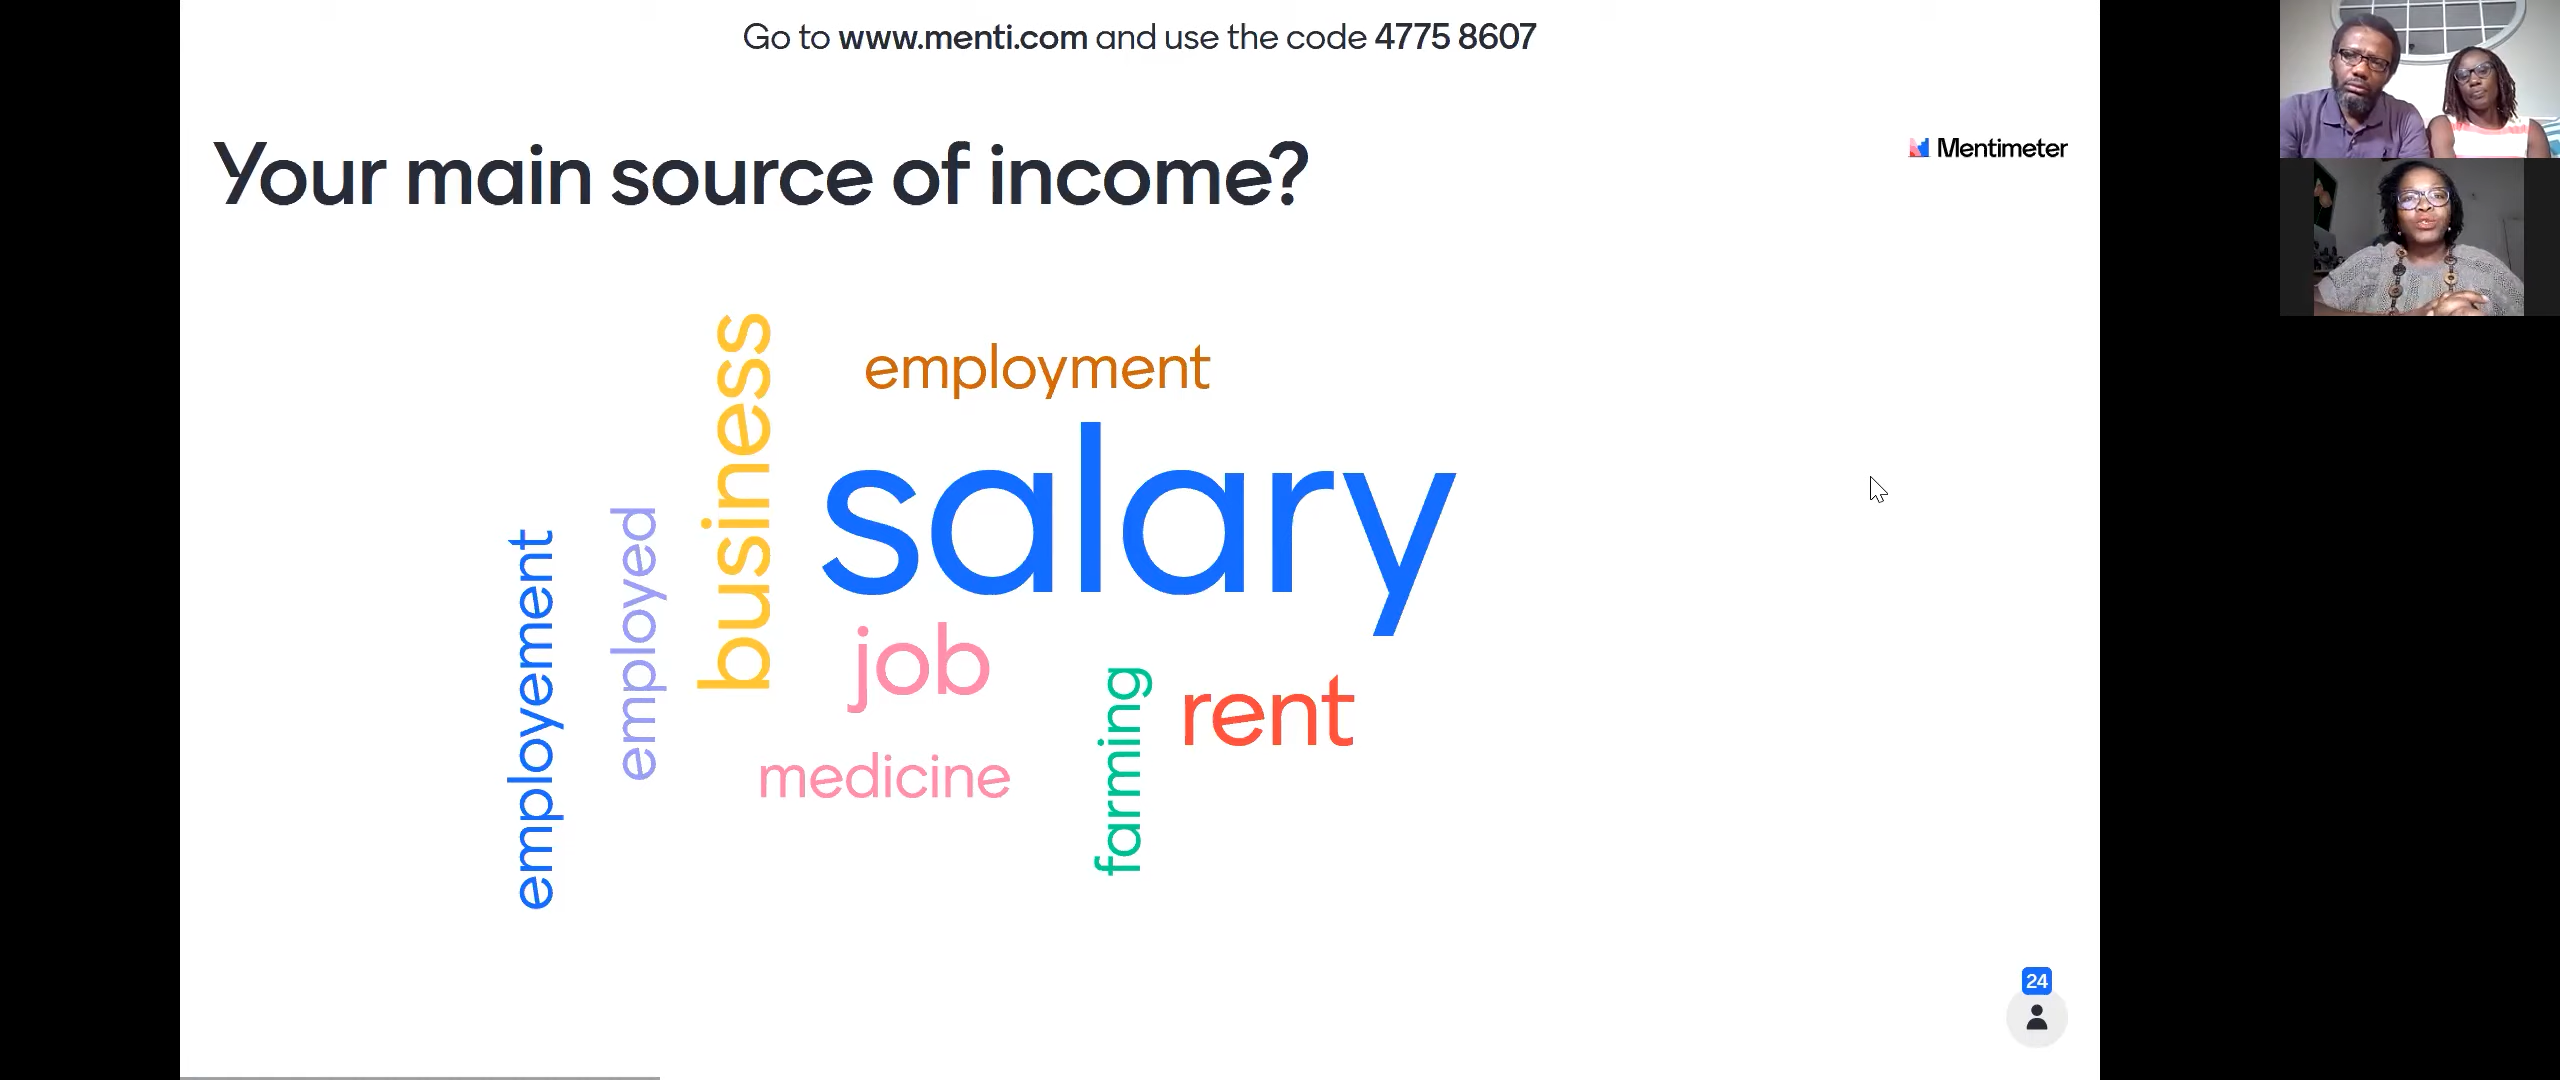 Go to www.menti.com and use the code 4775 8607
Your main source of income?
Mentimeter
employment
salary
business
employed
employement
job
medicine
farming
rent
24